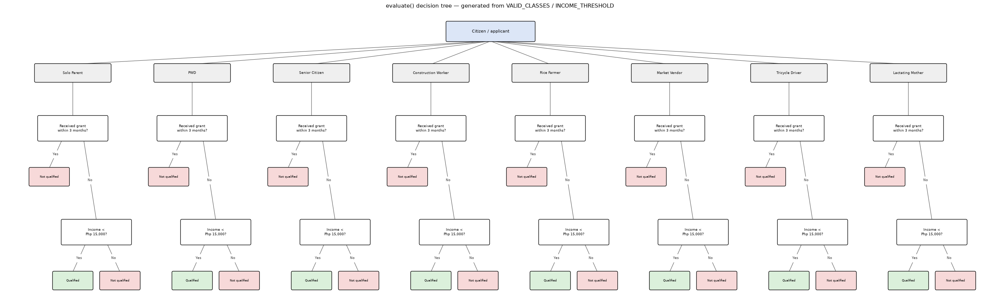 evaluate() decision tree — generated from VALID_CLASSES / INCOME_THRESHOLD
Citizen / applicant
Solo Parent
PWD
Senior Citizen
Construction Worker
Rice Farmer
Market Vendor
Tricycle Driver
Lactating Mother
Received grant
within 3 months?
Received grant
within 3 months?
Received grant
within 3 months?
Received grant
within 3 months?
Received grant
within 3 months?
Received grant
within 3 months?
Received grant
within 3 months?
Received grant
within 3 months?
Yes
Yes
Yes
Yes
Yes
Yes
Yes
Yes
Not qualified
No
Not qualified
No
Not qualified
No
Not qualified
No
Not qualified
No
Not qualified
No
Not qualified
No
Not qualified
No
Income <
Php 15,000?
Income <
Php 15,000?
Income <
Php 15,000?
Income <
Php 15,000?
Income <
Php 15,000?
Income <
Php 15,000?
Income <
Php 15,000?
Income <
Php 15,000?
Yes
No
Yes
No
Yes
No
Yes
No
Yes
No
Yes
No
Yes
No
Yes
No
Qualified
Not qualified
Qualified
Not qualified
Qualified
Not qualified
Qualified
Not qualified
Qualified
Not qualified
Qualified
Not qualified
Qualified
Not qualified
Qualified
Not qualified